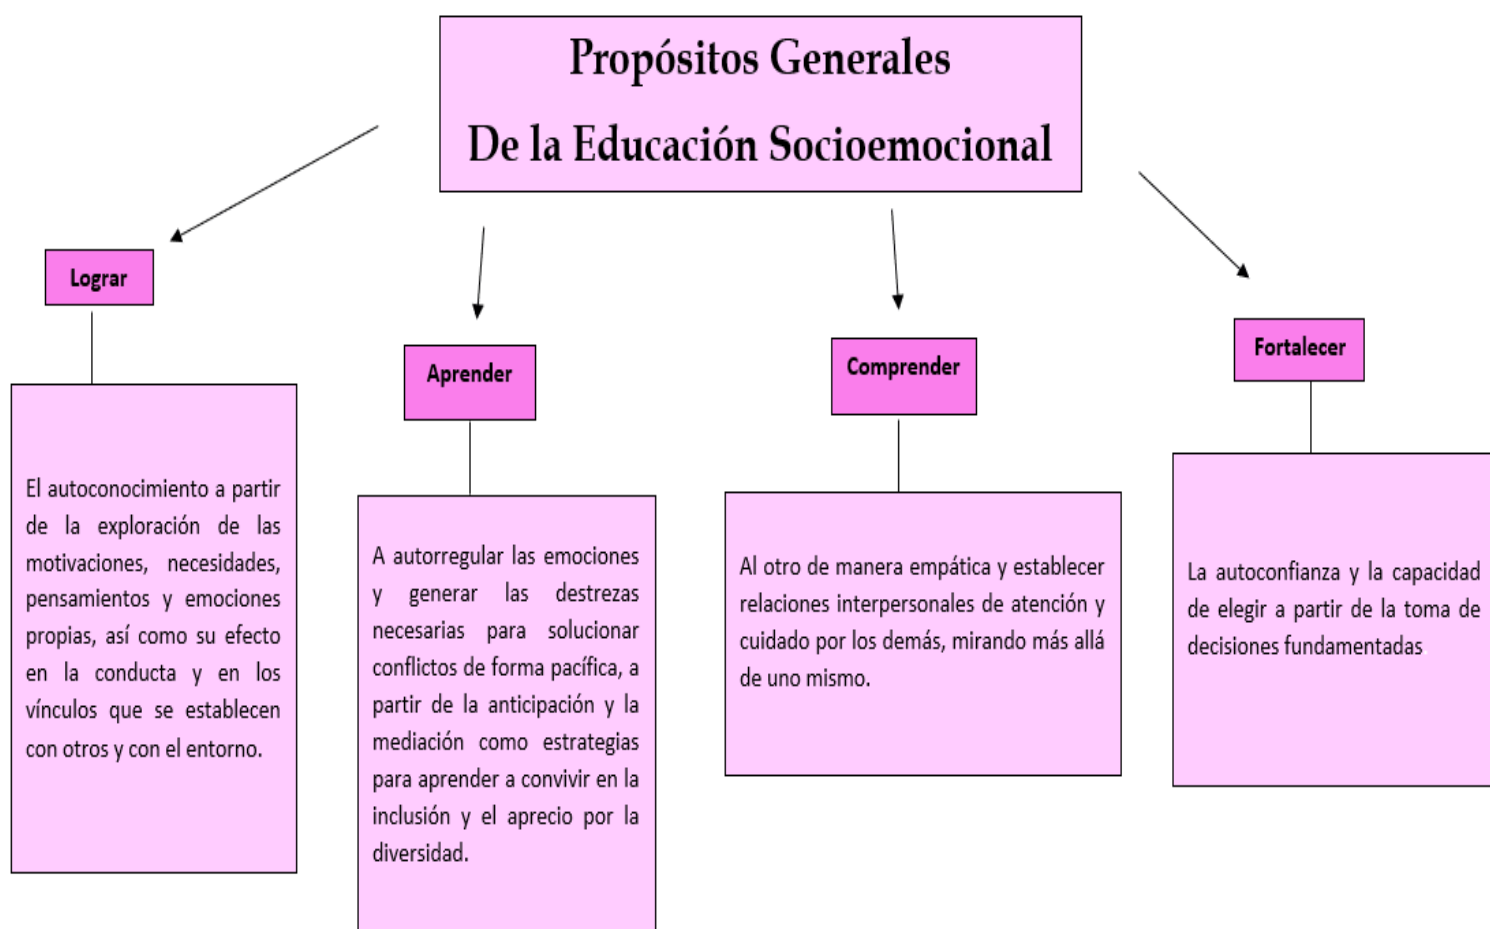 Propósitos Generales
De la Educación Socioemocional
Lograr
El autoconocimiento a partir
de la exploración de las
motivaciones, necesidades,
pensamientos y emociones
propias, así como su efecto
en la conducta y en los
vínculos que se establecen
con otros y con el entorno.
Aprender
A autorregular las emociones
y generar las destrezas
necesarias para solucionar
conflictos de forma pacífica, a
partir de la anticipación y la
mediación como estrategias
para aprender a convivir en la
inclusión y el aprecio por la
diversidad.
Comprender
Al otro de manera empática y establecer
relaciones interpersonales de atención y
cuidado por los demás, mirando más allá
de uno mismo.
Fortalecer
La autoconfianza y la capacidad
de elegir a partir de la toma de
decisiones fundamentadas